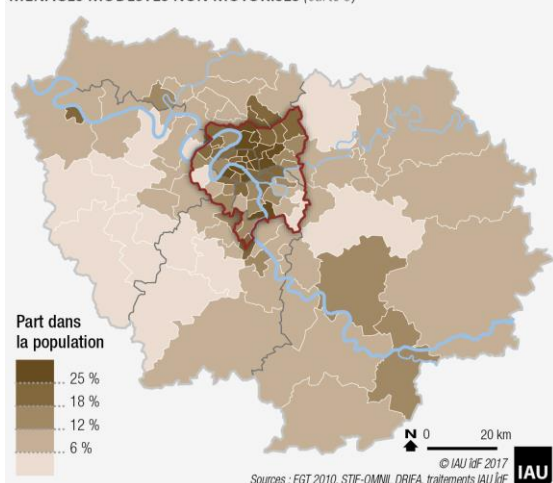 Part dans
la population
25 %
18 %
12 %
6 %
N 0 20 km
© IAU îdF 2017
Sources : EGT 2010, STIF-OMNIL, DRIEA, traitements IAU îdF
IAU